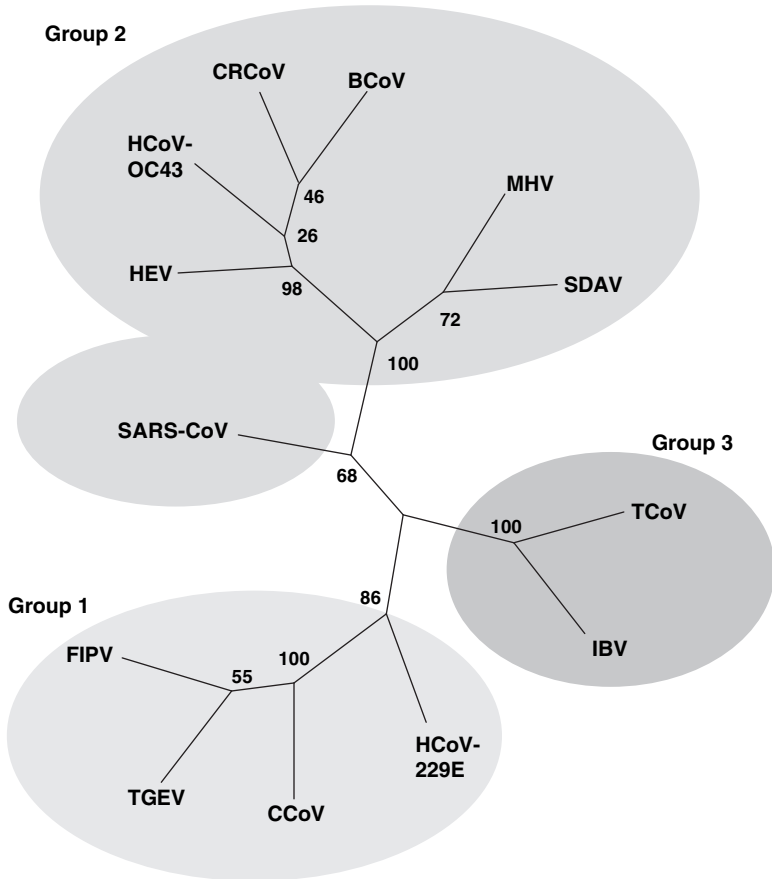 Group 2
CRCoV
BCoV
HCoV-
OC43
MHV
46
26
HEV
98
SDAV
72
100
SARS-CoV
68
Group 3
100
TCoV
IBV
Group 1
86
FIPV
55
100
HCoV-
229E
TGEV
CCoV